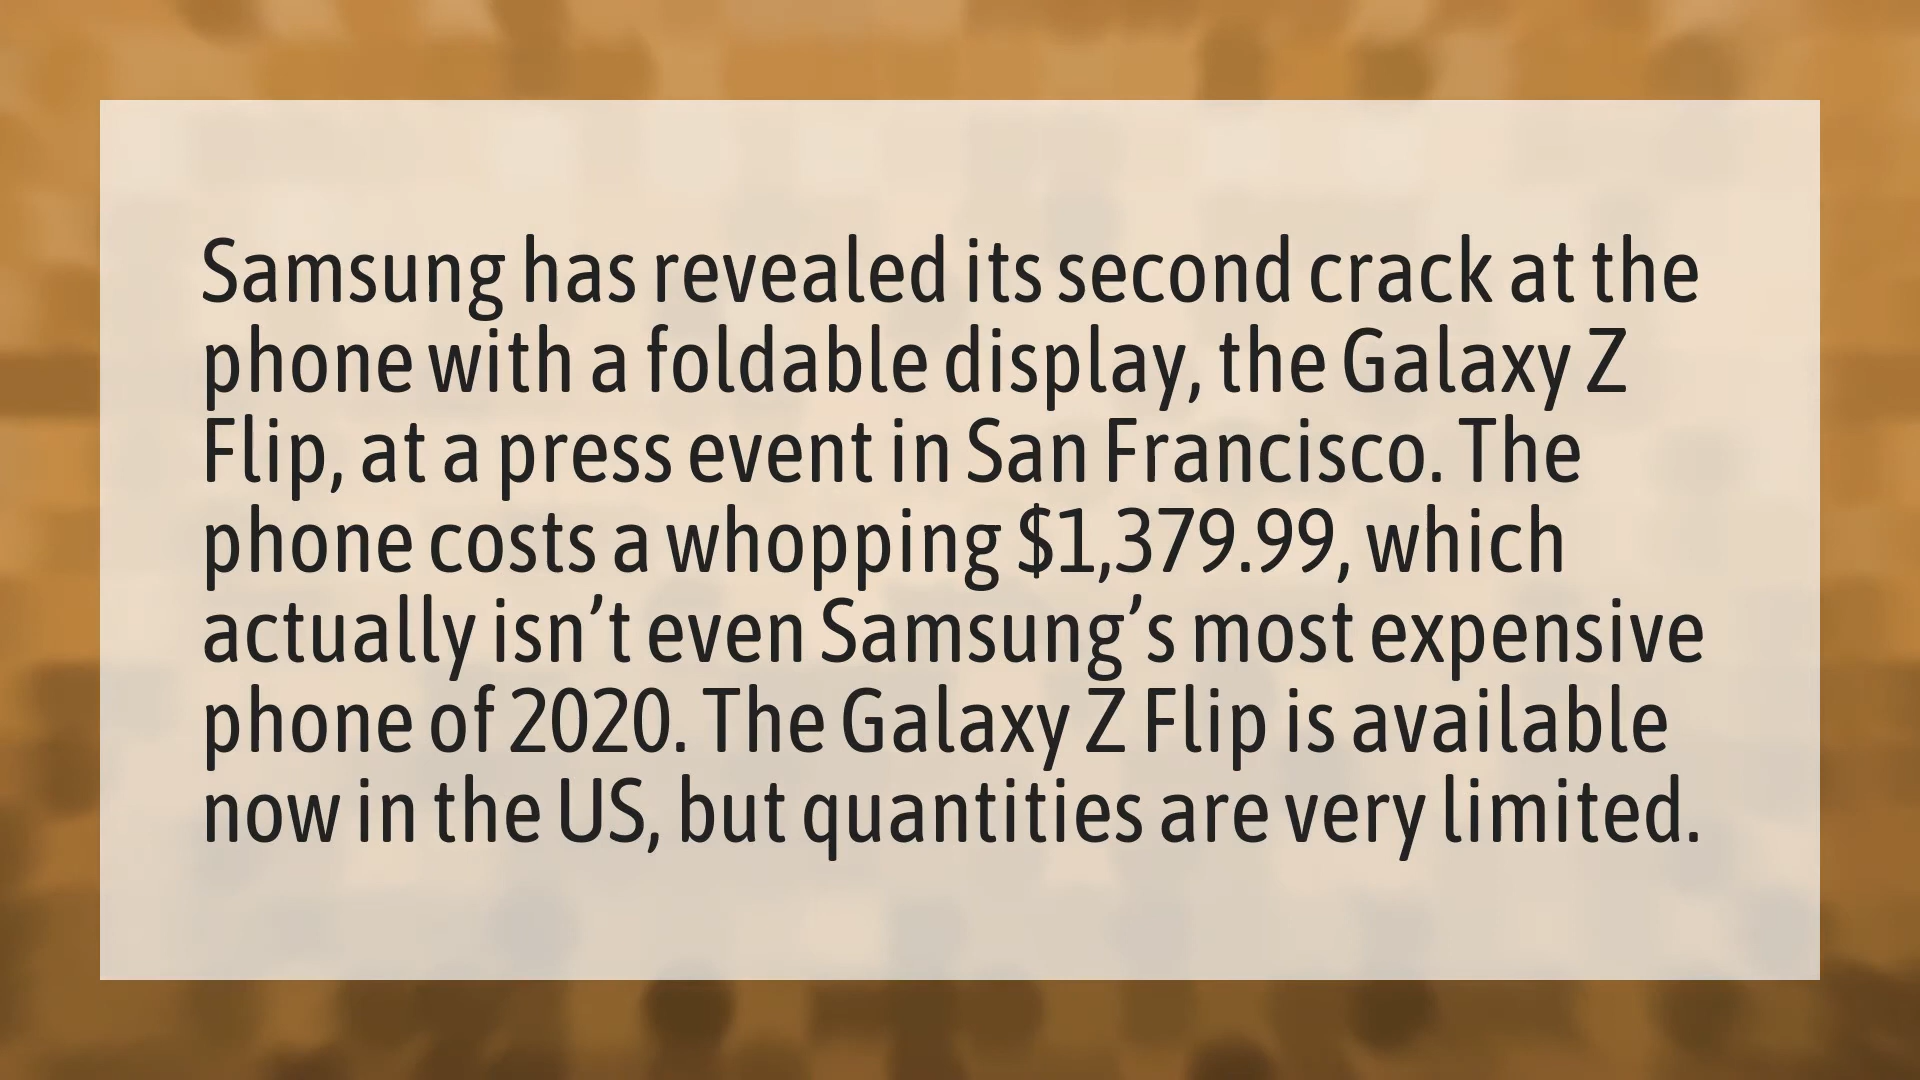 Samsung has revealed its second crack at the
phone with a foldable display, the Galaxy Z
Flip, at a press event in San Francisco. The
phone costs a whopping $1,379.99, which
actually isn’t even Samsung’s most expensive
phone of 2020. The Galaxy Z Flip is available
now in the US, but quantities are very limited.